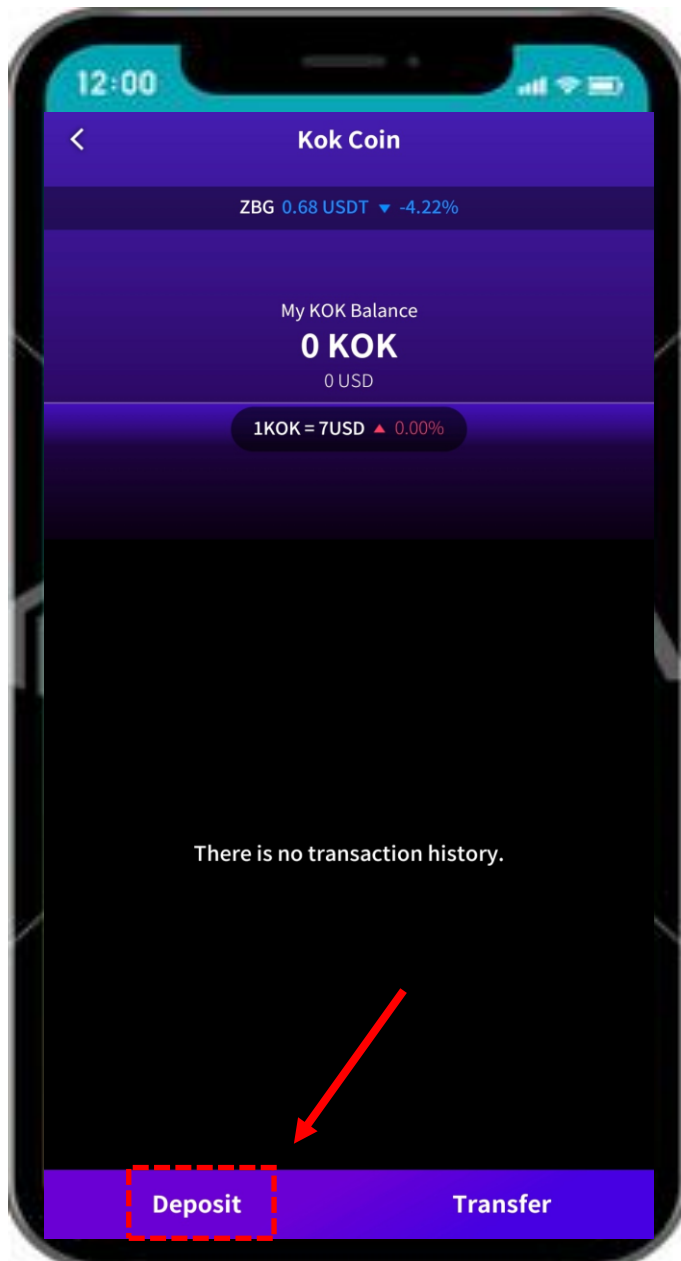 12:00
Kok Coin
ZBG 0.68 USDT ▼ -4.22%
My KOK Balance
0 KOK
0 USD
1KOK = 7USD ▲ 0.00%
There is no transaction history.
Deposit
Transfer